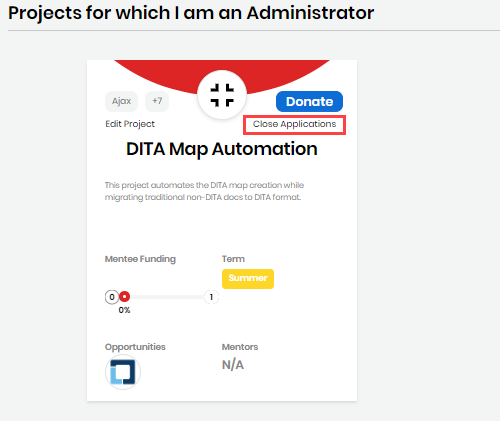 Projects for which I am an Administrator
Ajax
+7
Donate
Edit Project
Close Applications
DITA Map Automation
This project automates the DITA map creation while
migrating traditional non-DITA docs to DITA format.
Mentee Funding
Term
Summer
0
1
0%
Opportunities
Mentors
N/A